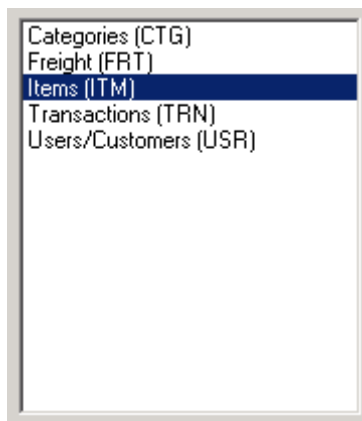 Categories (CTG)
Freight (FRT)
Items (ITM)
Transactions (TRN)
Users/Customers (USR)